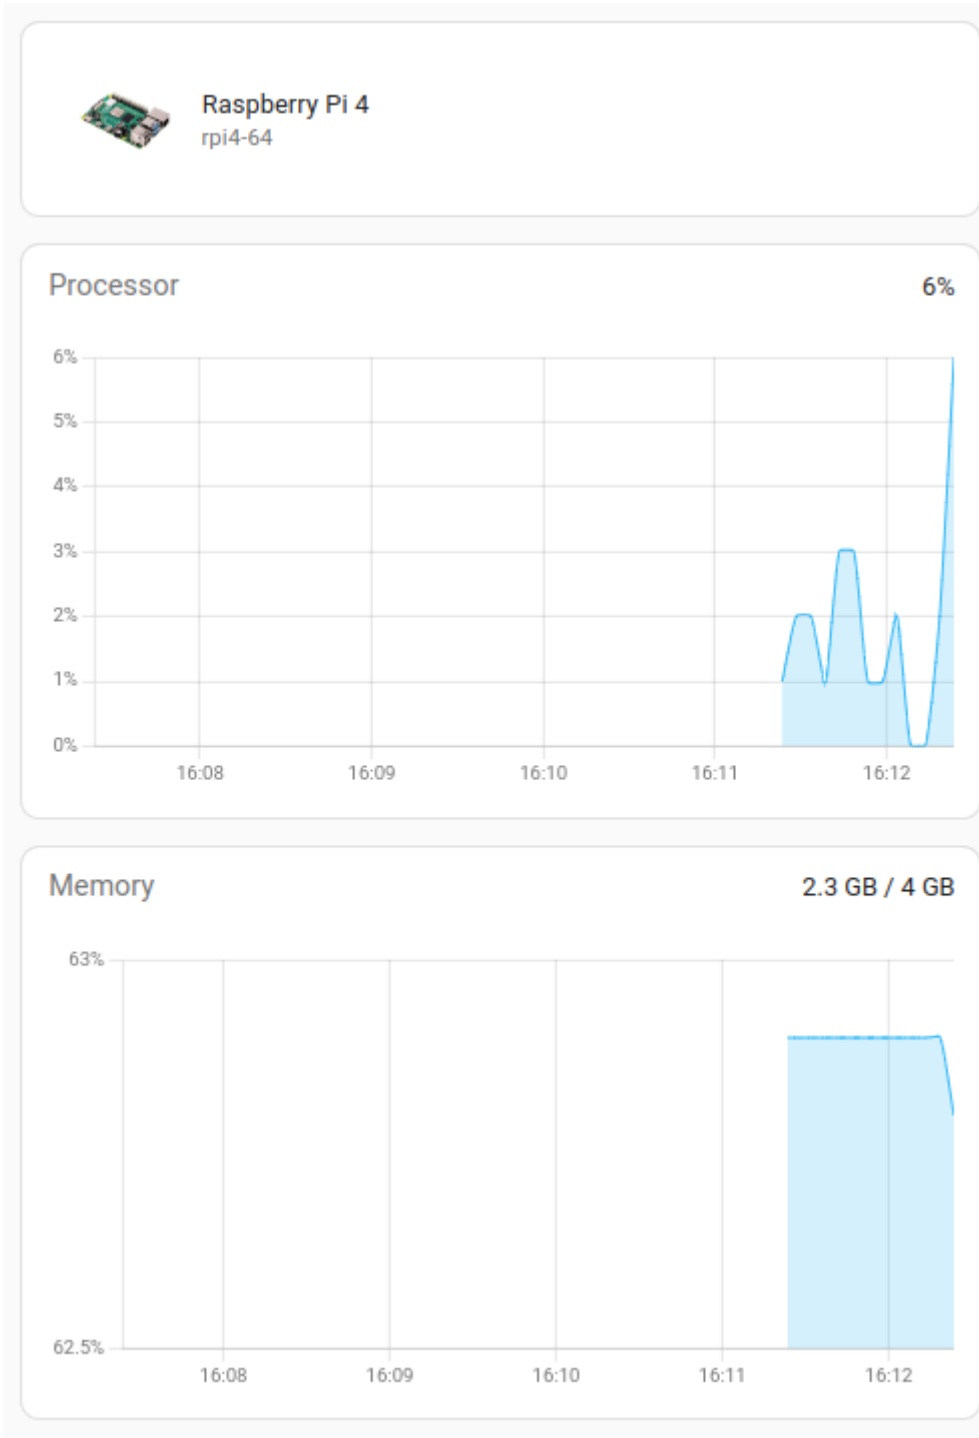 Raspberry Pi 4
rpi4-64
Processor 6%
6%
5%
4%
3%
2%
1%
0%
16:08 16:09 16:10 16:11 16:12
Memory 2.3 GB / 4 GB
63%
62.5%
16:08 16:09 16:10 16:11 16:12